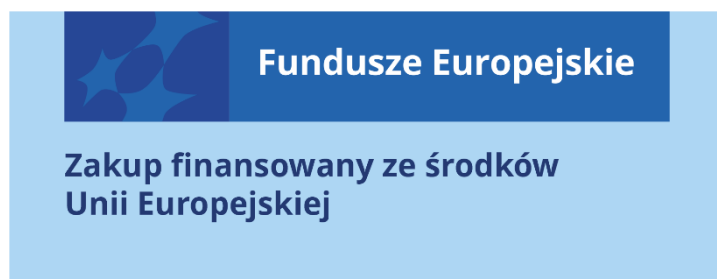 Fundusze Europejskie
Zakup finansowany ze środków
Unii Europejskiej